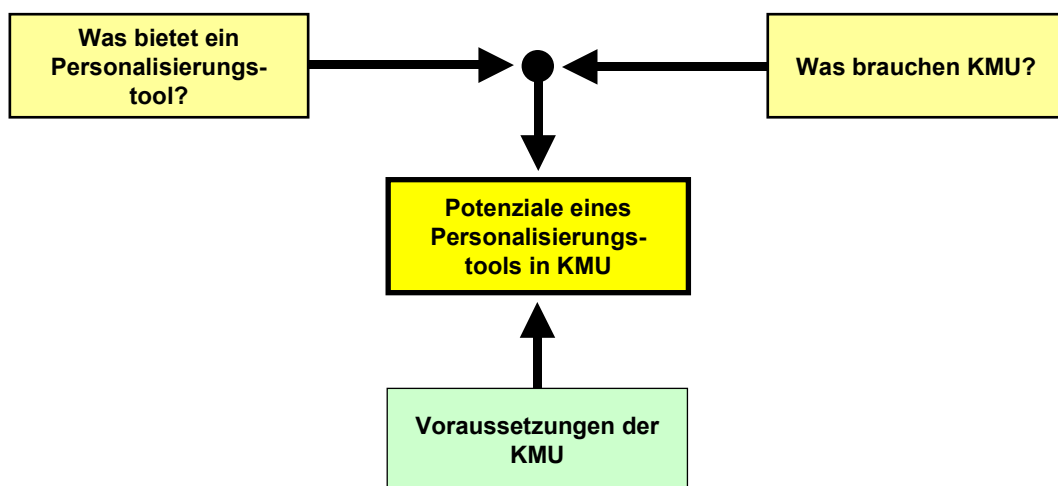 Was bietet ein
Personalisierungs-
tool?
Was brauchen KMU?
Potenziale eines
Personalisierungs-
tools in KMU
Voraussetzungen der
KMU